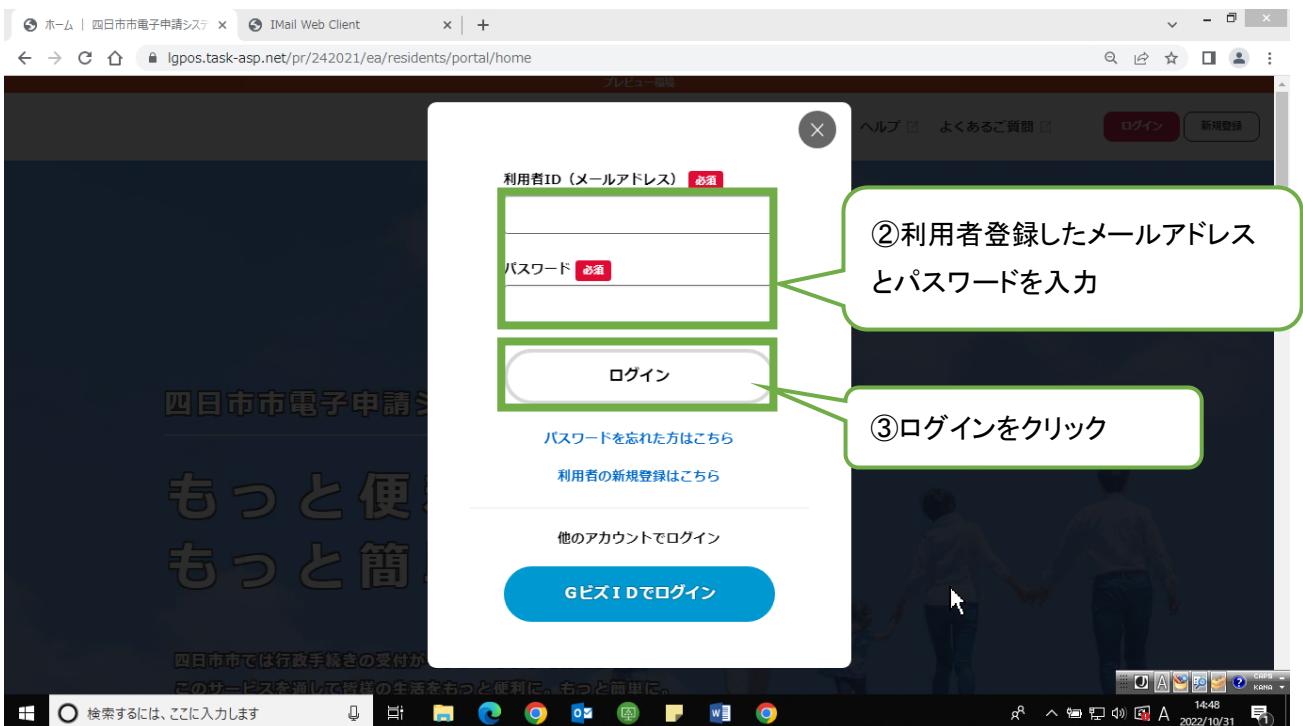 ホーム | 四日市市電子申請システ
IMail Web Client
lgpos.task-asp.net/pr/242021/ea/residents/portal/home
プレビュー環境
ヘルプ
よくあるご質問
ログイン
新規登録
利用者ID（メールアドレス） 必須
パスワード 必須
②利用者登録したメールアドレス
とパスワードを入力
ログイン
③ログインをクリック
パスワードを忘れた方はこちら
利用者の新規登録はこちら
他のアカウントでログイン
GビズIDでログイン
四日市市電子申請シ
もっと便
もっと簡
四日市市では行政手続きの受付が
このサービスを通して皆様の生活をもっと便利に。もっと簡単に。
検索するには、ここに入力します
A
CAPS
KANA
A
14:48
2022/10/31